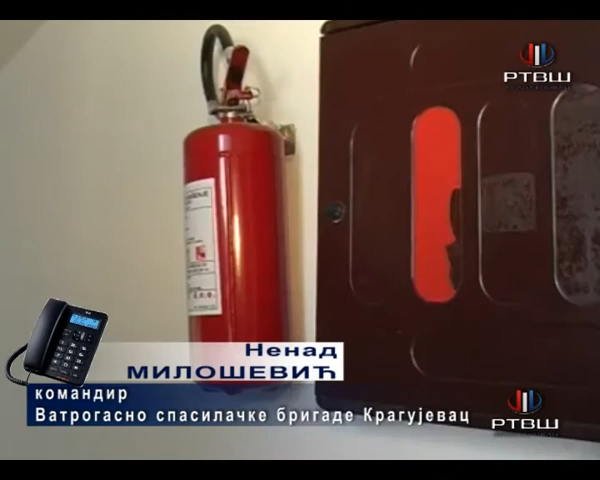 РТВШ
Ненад
МИЛОШЕВИЋ
командир
Ватрогасно спасилачке бригаде Крагујевац
РТВШ